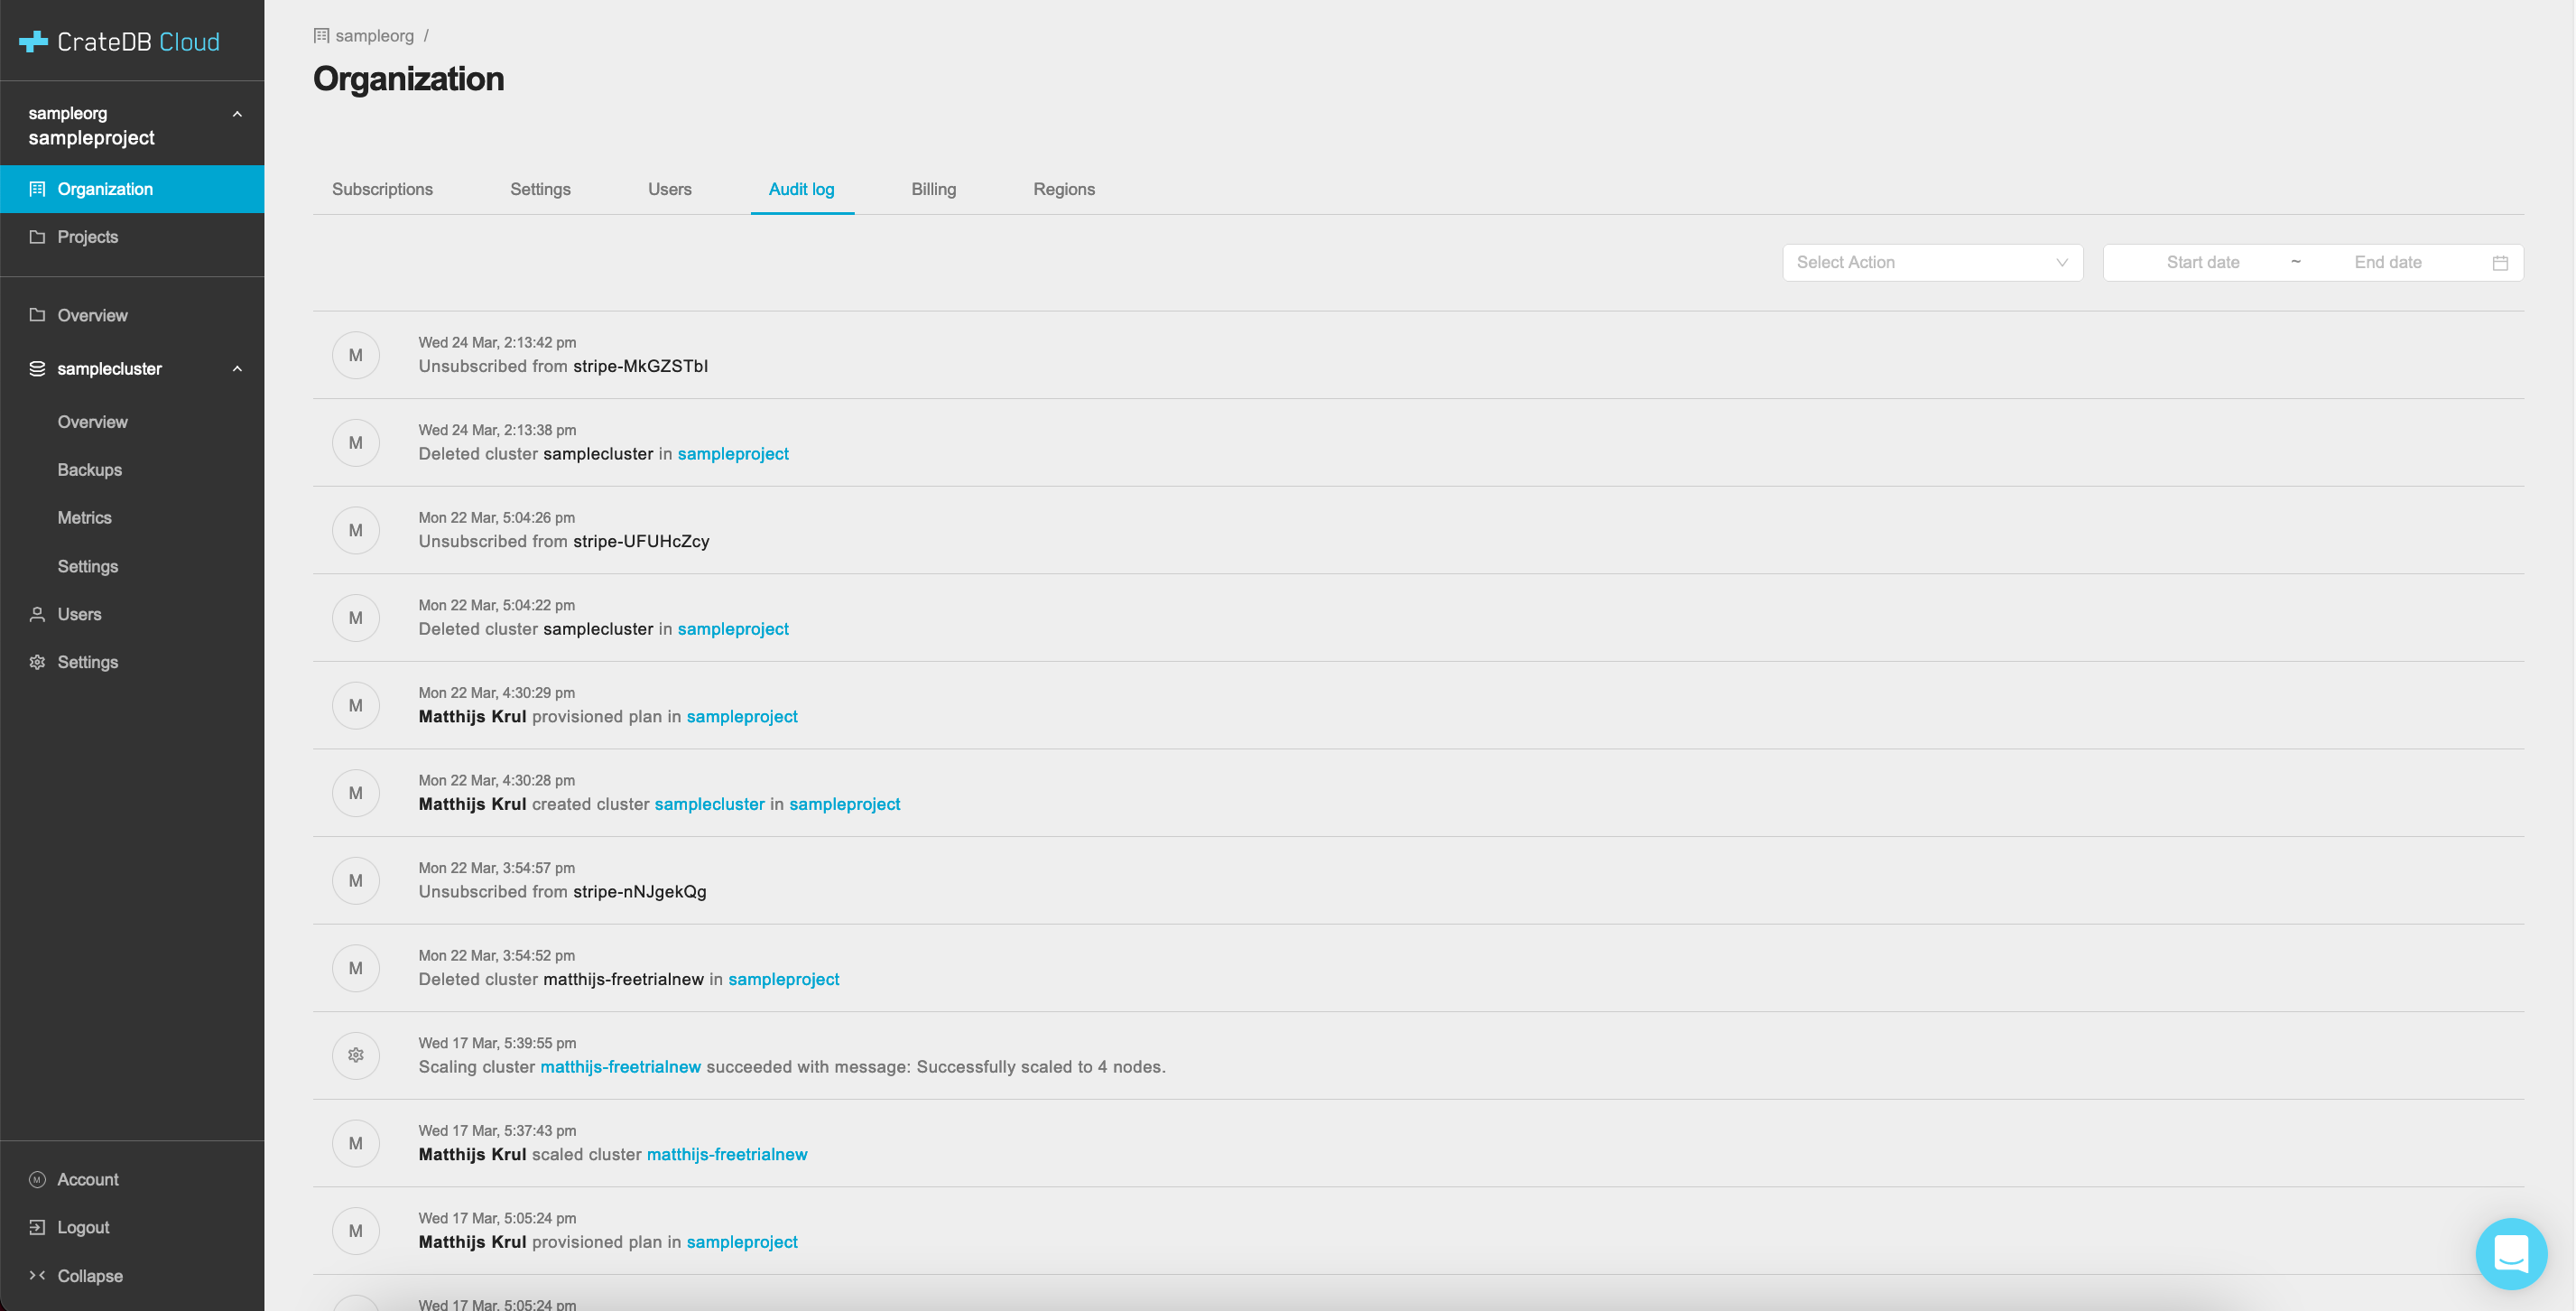 CrateDB Cloud
sampleorg
sampleproject
Organization
Projects
Overview
samplecluster
Overview
Backups
Metrics
Settings
Users
Settings
M Account
Logout
Collapse
sampleorg /
Organization
Subscriptions Settings Users Audit log Billing Regions
Select Action Start date ~ End date
M
Wed 24 Mar, 2:13:42 pm
Unsubscribed from stripe-MkGZSTbI
M
Wed 24 Mar, 2:13:38 pm
Deleted cluster samplecluster in sampleproject
M
Mon 22 Mar, 5:04:26 pm
Unsubscribed from stripe-UFUHcZcy
M
Mon 22 Mar, 5:04:22 pm
Deleted cluster samplecluster in sampleproject
M
Mon 22 Mar, 4:30:29 pm
Matthijs Krul provisioned plan in sampleproject
M
Mon 22 Mar, 4:30:28 pm
Matthijs Krul created cluster samplecluster in sampleproject
M
Mon 22 Mar, 3:54:57 pm
Unsubscribed from stripe-nNJgekQg
M
Mon 22 Mar, 3:54:52 pm
Deleted cluster matthijs-freetrialnew in sampleproject
Wed 17 Mar, 5:39:55 pm
Scaling cluster matthijs-freetrialnew succeeded with message: Successfully scaled to 4 nodes.
M
Wed 17 Mar, 5:37:43 pm
Matthijs Krul scaled cluster matthijs-freetrialnew
M
Wed 17 Mar, 5:05:24 pm
Matthijs Krul provisioned plan in sampleproject
Wed 17 Mar, 5:05:24 pm